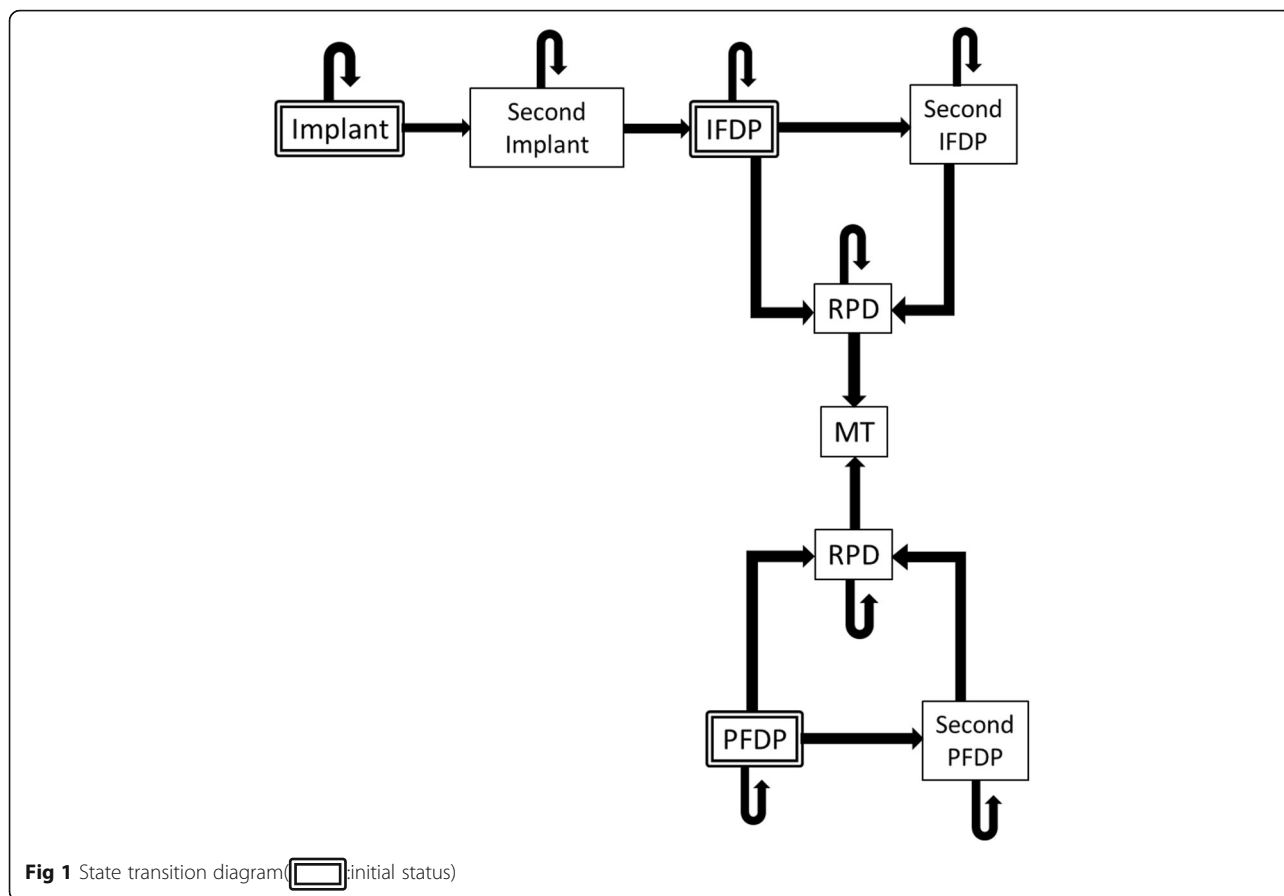 Implant
Second
Implant
IFDP
Second
IFDP
RPD
MT
RPD
PFDP
Second
PFDP
Fig 1 State transition diagram( :initial status)